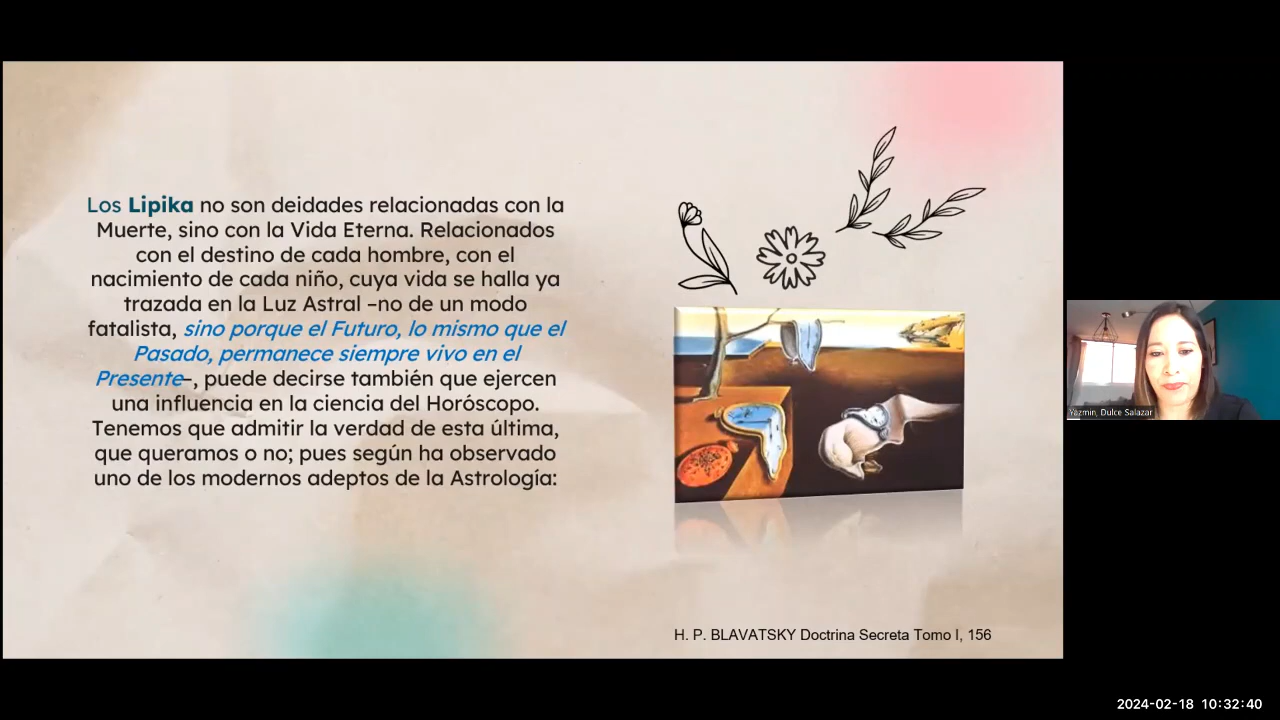 Los Lipika no son deidades relacionadas con la
Muerte, sino con la Vida Eterna. Relacionados
con el destino de cada hombre, con el
nacimiento de cada niño, cuya vida se halla ya
trazada en la Luz Astral –no de un modo
fatalista, sino porque el Futuro, lo mismo que el
Pasado, permanece siempre vivo en el
Presente–, puede decirse también que ejercen
una influencia en la ciencia del Horóscopo.
Tenemos que admitir la verdad de esta última,
que queramos o no; pues según ha observado
uno de los modernos adeptos de la Astrología:
H. P. BLAVATSKY Doctrina Secreta Tomo I, 156
Yazmin, Dulce Salazar
2024-02-18 10:32:40